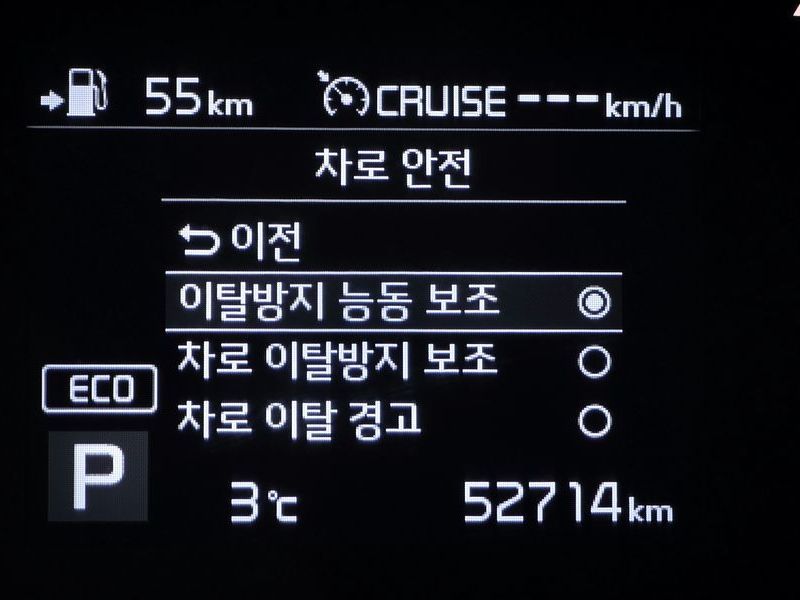 55km CRUISE ---km/h
차로 안전
이전
이탈방지 능동 보조
차로 이탈방지 보조
ECO
차로 이탈 경고
P
3℃ 52714km